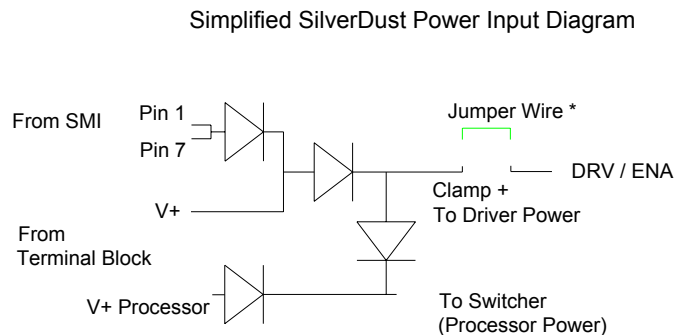 Simplified SilverDust Power Input Diagram
From SMI
Pin 1
Pin 7
Jumper Wire *
DRV / ENA
Clamp +
To Driver Power
V+
From
Terminal Block
V+ Processor
To Switcher
(Processor Power)